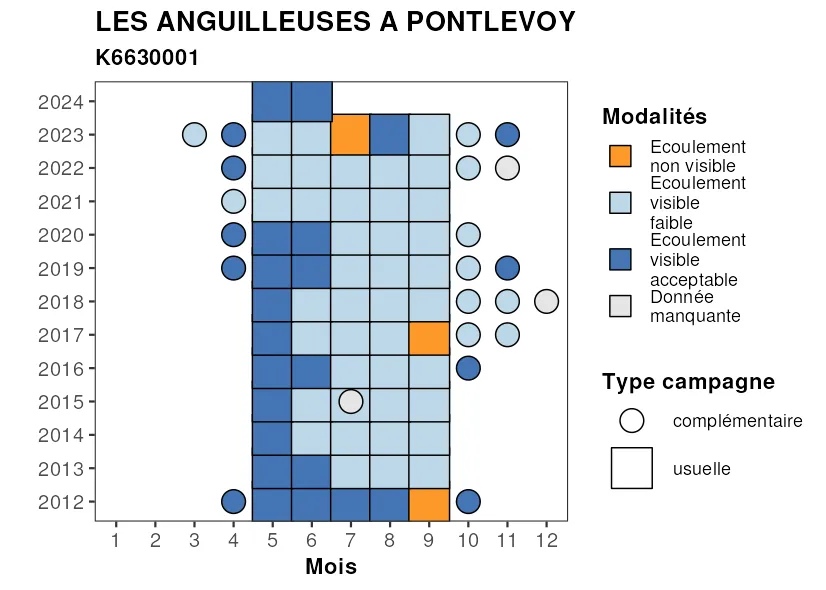 LES ANGUILLEUSES A PONTLEVOY
K6630001
2024
2023
2022
2021
2020
2019
2018
2017
2016
2015
2014
2013
2012
1 2 3 4 5 6 7 8 9 10 11 12
Mois
Modalités
Ecoulement
non visible
Ecoulement
visible
faible
Ecoulement
visible
acceptable
Donnée
manquante
Type campagne
complémentaire
usuelle